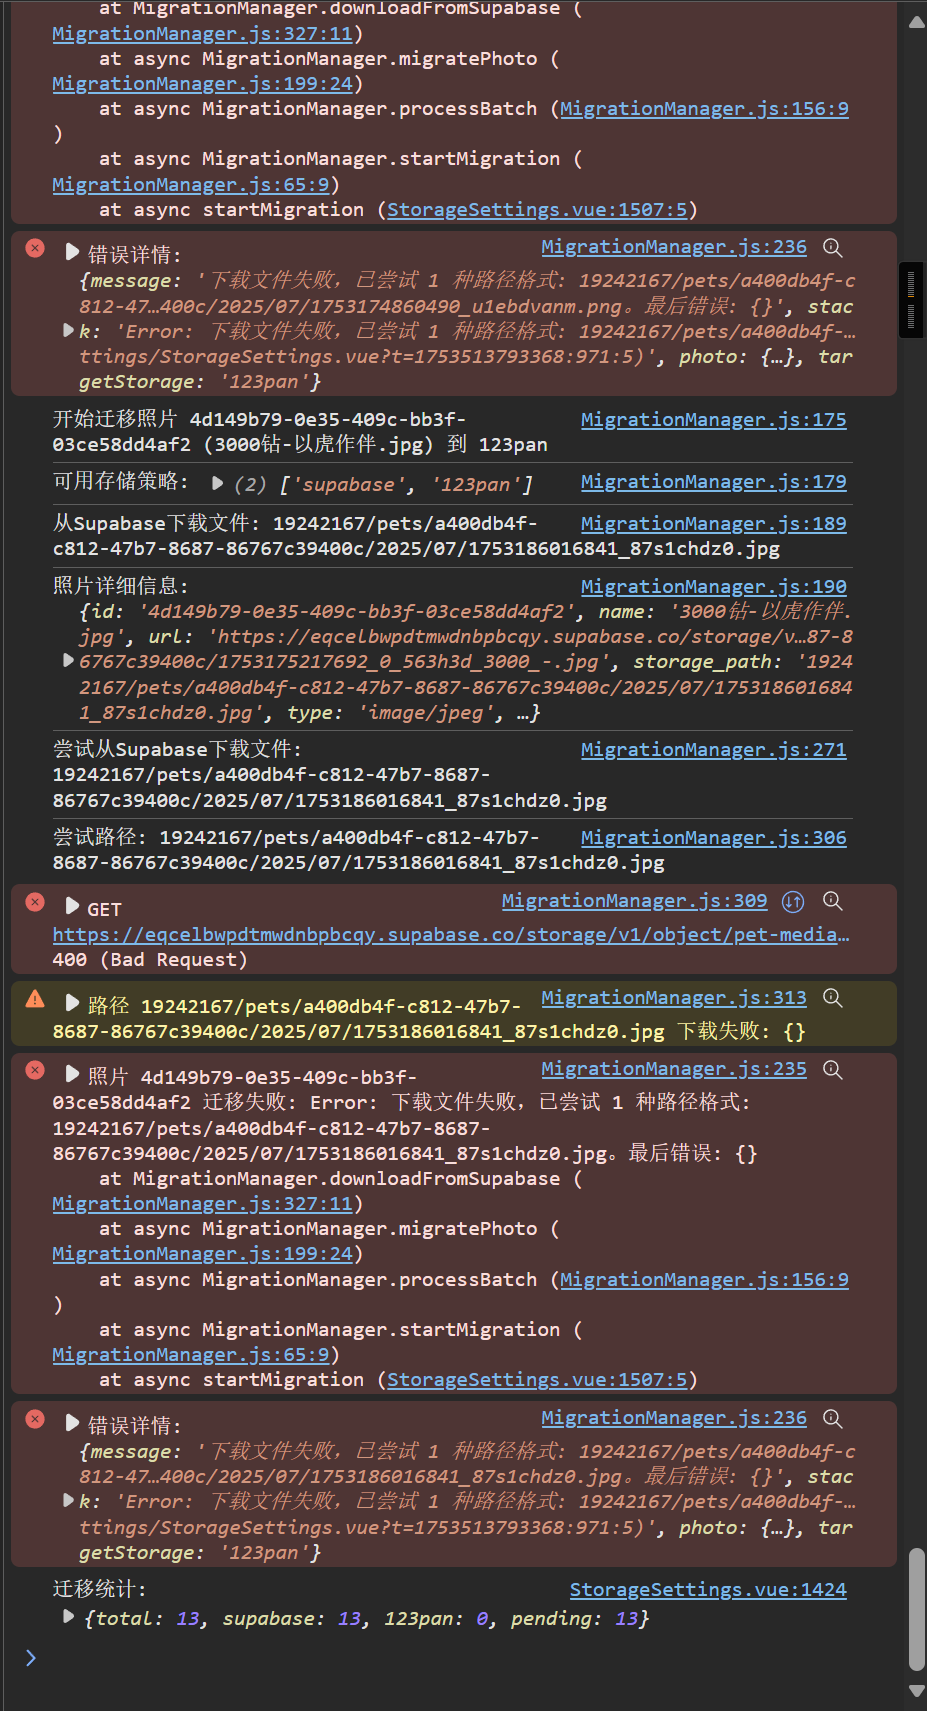 at MigrationManager.downloadFromSupabase (
MigrationManager.js:327:11)
at async MigrationManager.migratePhoto (
MigrationManager.js:199:24)
at async MigrationManager.processBatch (MigrationManager.js:156:9
)
at async MigrationManager.startMigration (
MigrationManager.js:65:9)
at async startMigration (StorageSettings.vue:1507:5)
错误详情: MigrationManager.js:236
{message: '下载文件失败，已尝试 1 种路径格式: 19242167/pets/a400db4f-c
812-47…400c/2025/07/1753174860490_u1ebdvanm.png。最后错误: {}', stac
k: 'Error: 下载文件失败，已尝试 1 种路径格式: 19242167/pets/a400db4f-…
ttings/StorageSettings.vue?t=1753513793368:971:5)', photo: {…}, tar
getStorage: '123pan'}
开始迁移照片 4d149b79-0e35-409c-bb3f- MigrationManager.js:175
03ce58dd4af2 (3000钻-以虎作伴.jpg) 到 123pan
可用存储策略: (2) ['supabase', '123pan'] MigrationManager.js:179
从Supabase下载文件: 19242167/pets/a400db4f- MigrationManager.js:189
c812-47b7-8687-86767c39400c/2025/07/1753186016841_87s1chdz0.jpg
照片详细信息: MigrationManager.js:190
{id: '4d149b79-0e35-409c-bb3f-03ce58dd4af2', name: '3000钻-以虎作伴.
jpg', url: 'https://eqcelbwpdtmwdnbpbcqy.supabase.co/storage/v…87-8
6767c39400c/1753175217692_0_563h3d_3000_-.jpg', storage_path: '1924
2167/pets/a400db4f-c812-47b7-8687-86767c39400c/2025/07/175318601684
1_87s1chdz0.jpg', type: 'image/jpeg', …}
尝试从Supabase下载文件: MigrationManager.js:271
19242167/pets/a400db4f-c812-47b7-8687-
86767c39400c/2025/07/1753186016841_87s1chdz0.jpg
尝试路径: 19242167/pets/a400db4f-c812-47b7- MigrationManager.js:306
8687-86767c39400c/2025/07/1753186016841_87s1chdz0.jpg
GET MigrationManager.js:309
https://eqcelbwpdtmwdnbpbcqy.supabase.co/storage/v1/object/pet-media…
400 (Bad Request)
路径 19242167/pets/a400db4f-c812-47b7- MigrationManager.js:313
8687-86767c39400c/2025/07/1753186016841_87s1chdz0.jpg 下载失败: {}
照片 4d149b79-0e35-409c-bb3f- MigrationManager.js:235
03ce58dd4af2 迁移失败: Error: 下载文件失败，已尝试 1 种路径格式:
19242167/pets/a400db4f-c812-47b7-8687-
86767c39400c/2025/07/1753186016841_87s1chdz0.jpg。最后错误: {}
at MigrationManager.downloadFromSupabase (
MigrationManager.js:327:11)
at async MigrationManager.migratePhoto (
MigrationManager.js:199:24)
at async MigrationManager.processBatch (MigrationManager.js:156:9
)
at async MigrationManager.startMigration (
MigrationManager.js:65:9)
at async startMigration (StorageSettings.vue:1507:5)
错误详情: MigrationManager.js:236
{message: '下载文件失败，已尝试 1 种路径格式: 19242167/pets/a400db4f-c
812-47…400c/2025/07/1753186016841_87s1chdz0.jpg。最后错误: {}', stac
k: 'Error: 下载文件失败，已尝试 1 种路径格式: 19242167/pets/a400db4f-…
ttings/StorageSettings.vue?t=1753513793368:971:5)', photo: {…}, tar
getStorage: '123pan'}
迁移统计: StorageSettings.vue:1424
{total: 13, supabase: 13, 123pan: 0, pending: 13}